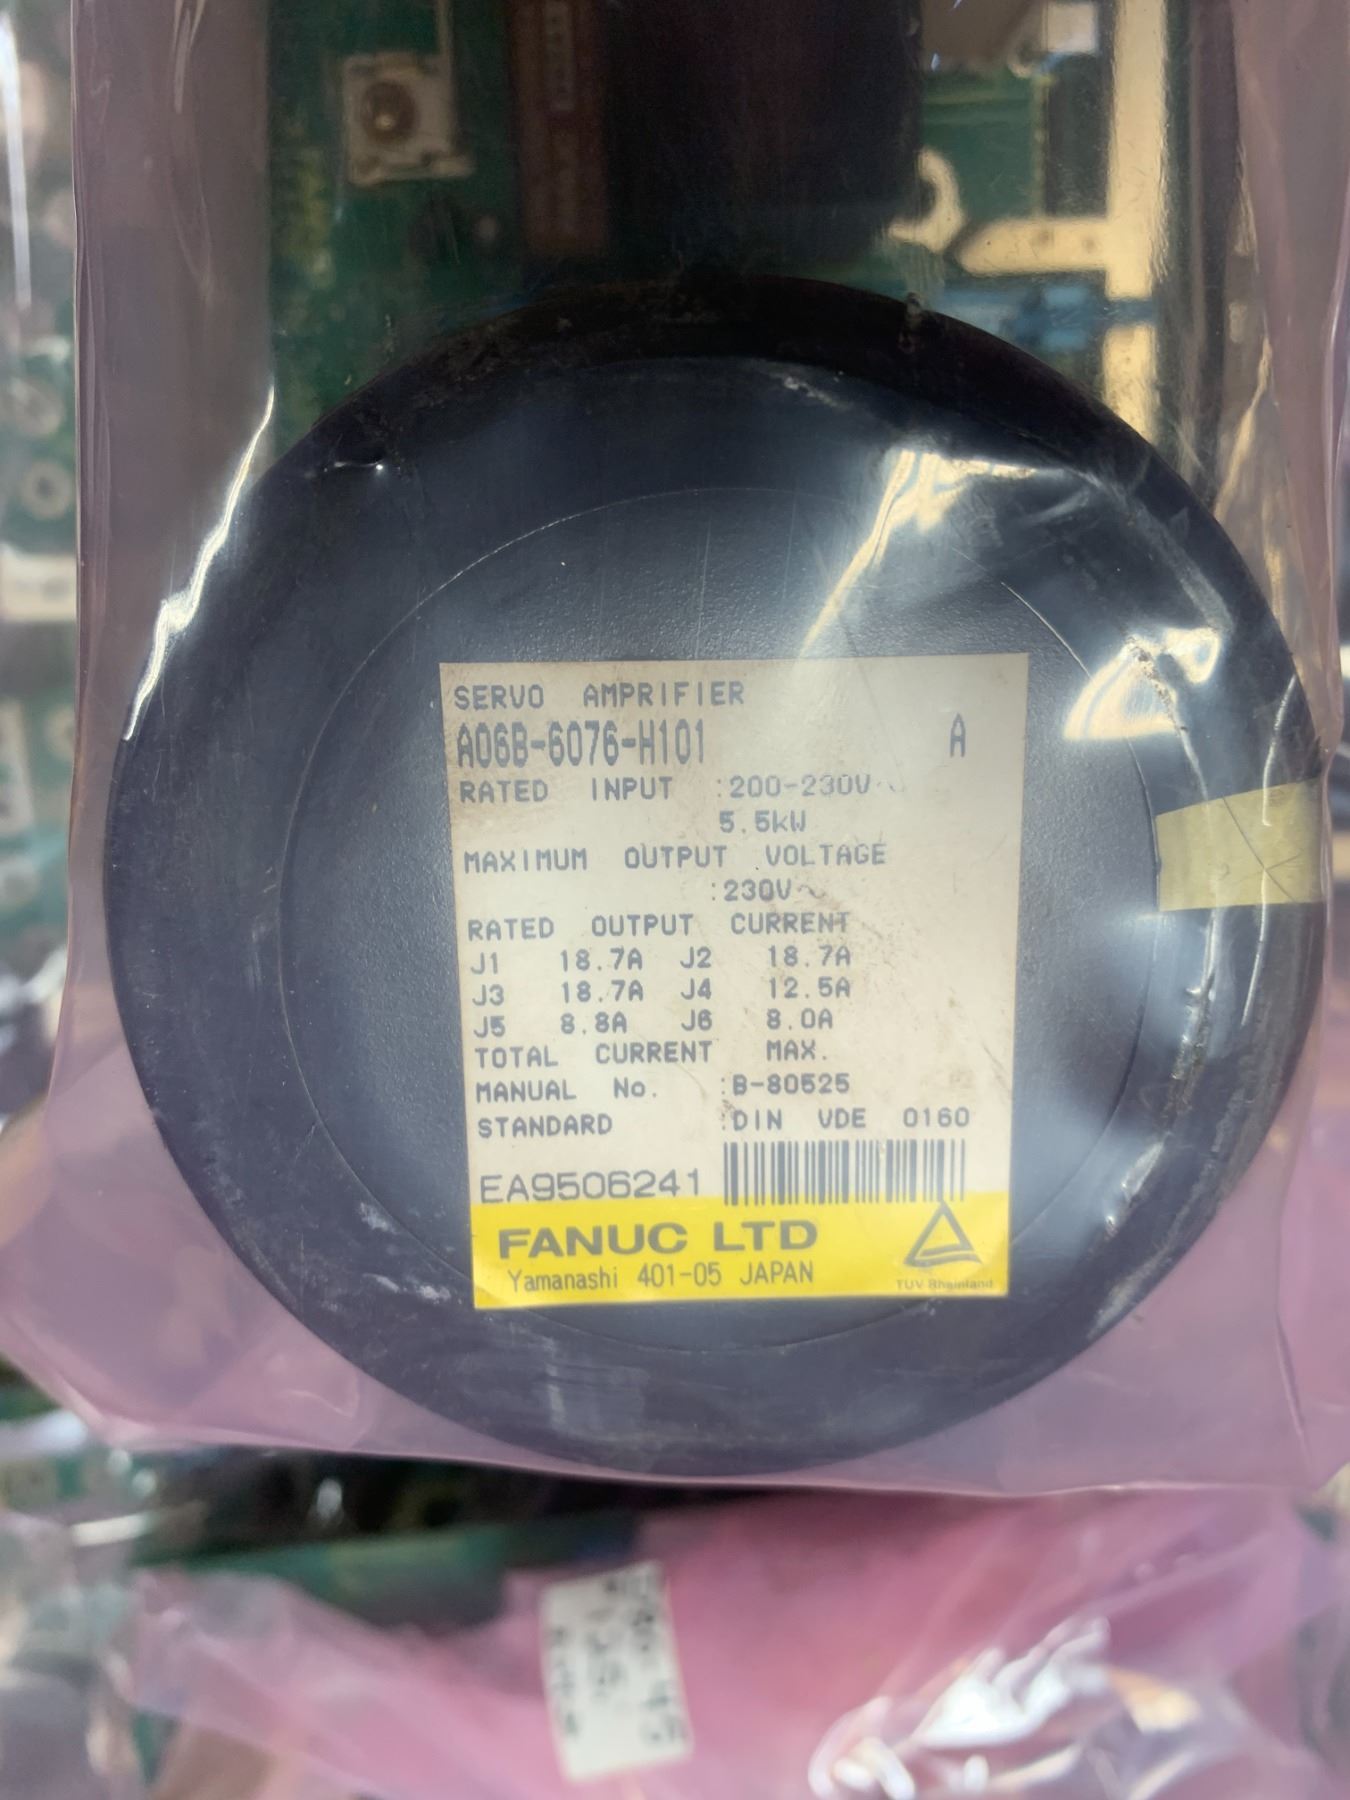 SERVO AMPRIFIER
A06B-6076-H101 A
RATED INPUT :200-230V~
5.5kW
MAXIMUM OUTPUT VOLTAGE
:230V~
RATED OUTPUT CURRENT
J1 18.7A J2 18.7A
J3 18.7A J4 12.5A
J5 8.8A J6 8.0A
TOTAL CURRENT MAX.
MANUAL No. :B-80525
STANDARD :DIN VDE 0160
EA9506241
FANUC LTD
Yamanashi 401-05 JAPAN
TUV Rheinland